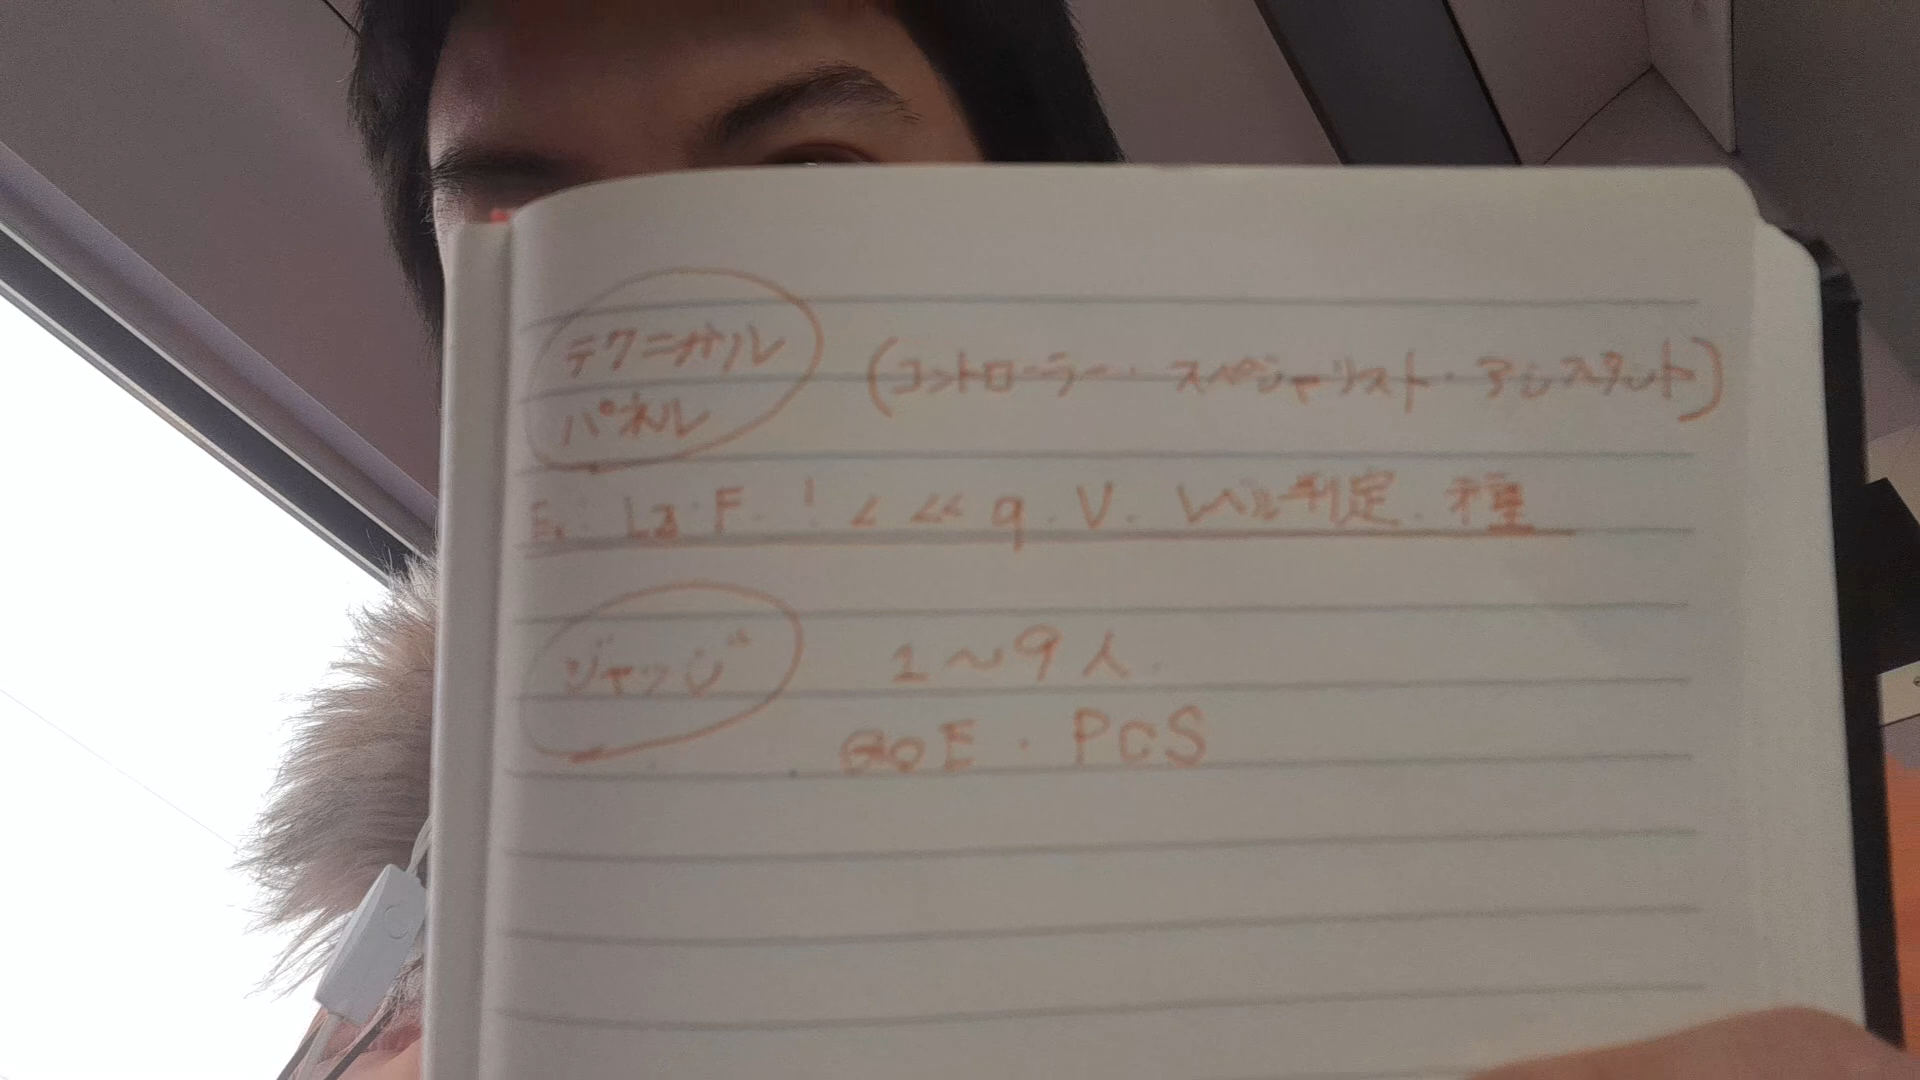 テクニカル
パネル
(コントローラー・スペシャリスト・アシスタント)
Lz F. ! < << q . V. レベル判定. 種
ジャッジ
1～9人.
GOE・PCS